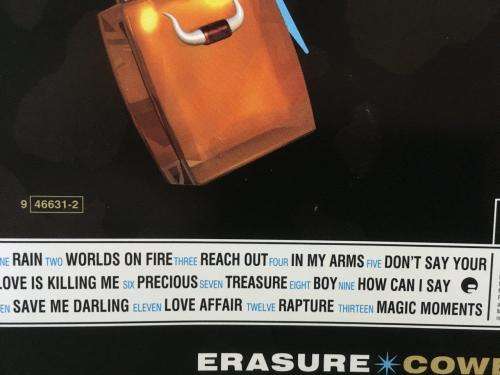 9 46631-2
NE RAIN TWO WORLDS ON FIRE THREE REACH OUT FOUR IN MY ARMS FIVE DON'T SAY YOUR
LOVE IS KILLING ME SIX PRECIOUS SEVEN TREASURE EIGHT BOY NINE HOW CAN I SAY
EN SAVE ME DARLING ELEVEN LOVE AFFAIR TWELVE RAPTURE THIRTEEN MAGIC MOMENTS
ERASURE✳COW